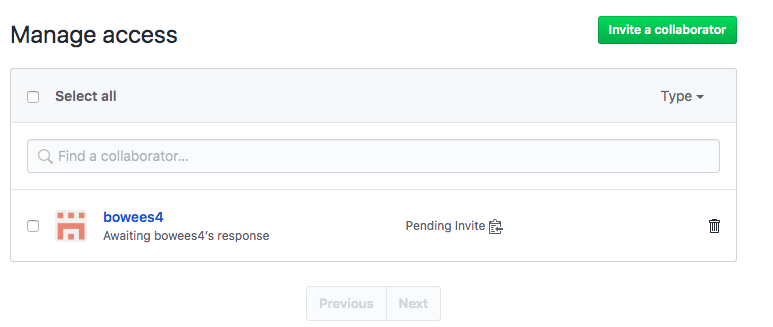 Manage access
Invite a collaborator
Select all
Type
Find a collaborator...
bowees4
Awaiting bowees4's response
Pending Invite
Previous
Next